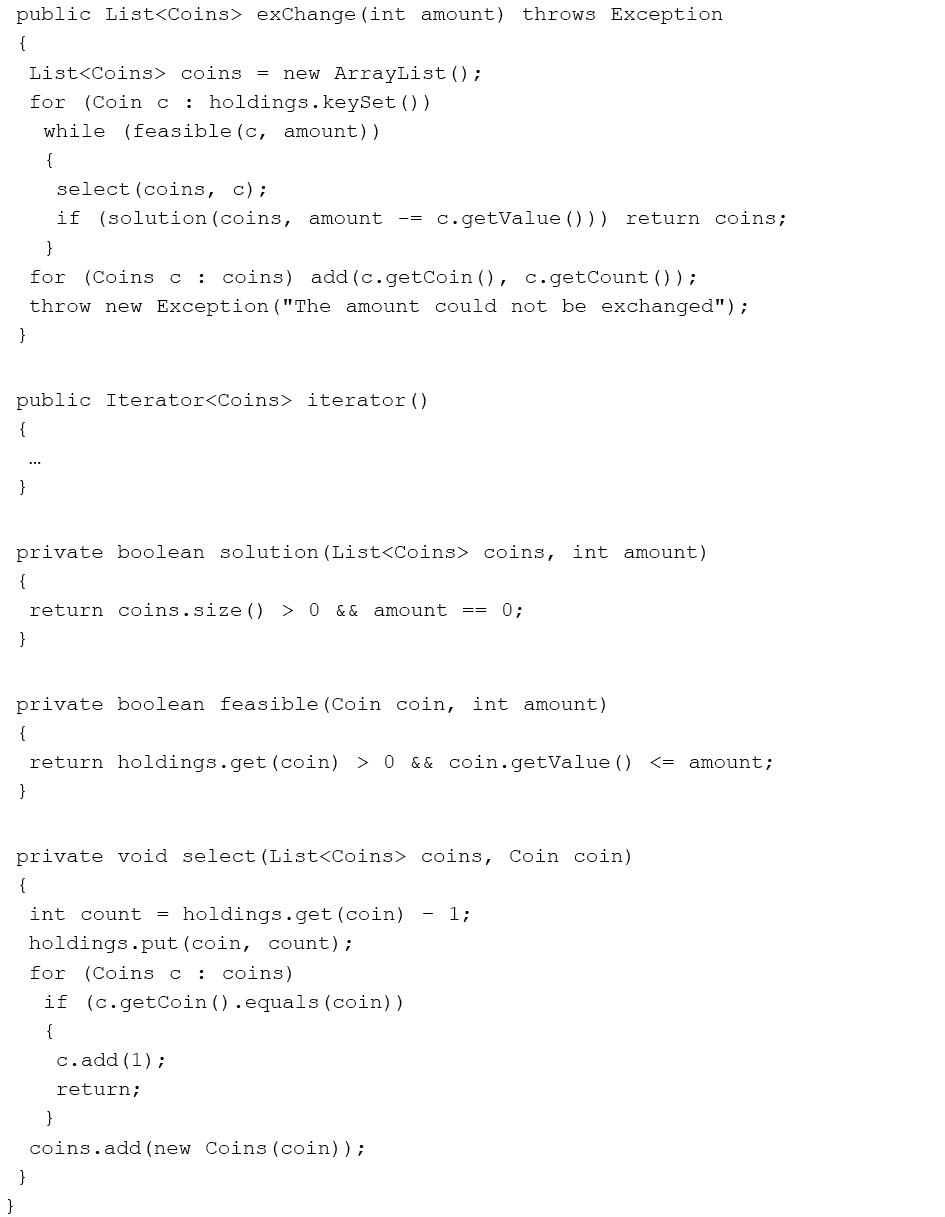 public List<Coins> exChange(int amount) throws Exception
{
List<Coins> coins = new ArrayList();
for (Coin c : holdings.keySet())
while (feasible(c, amount))
{
select(coins, c);
if (solution(coins, amount -= c.getValue())) return coins;
}
for (Coins c : coins) add(c.getCoin(), c.getCount());
throw new Exception("The amount could not be exchanged");
}
public Iterator<Coins> iterator()
{
…
}
private boolean solution(List<Coins> coins, int amount)
{
return coins.size() > 0 && amount == 0;
}
private boolean feasible(Coin coin, int amount)
{
return holdings.get(coin) > 0 && coin.getValue() <= amount;
}
private void select(List<Coins> coins, Coin coin)
{
int count = holdings.get(coin) – 1;
holdings.put(coin, count);
for (Coins c : coins)
if (c.getCoin().equals(coin))
{
c.add(1);
return;
}
coins.add(new Coins(coin));
}
}